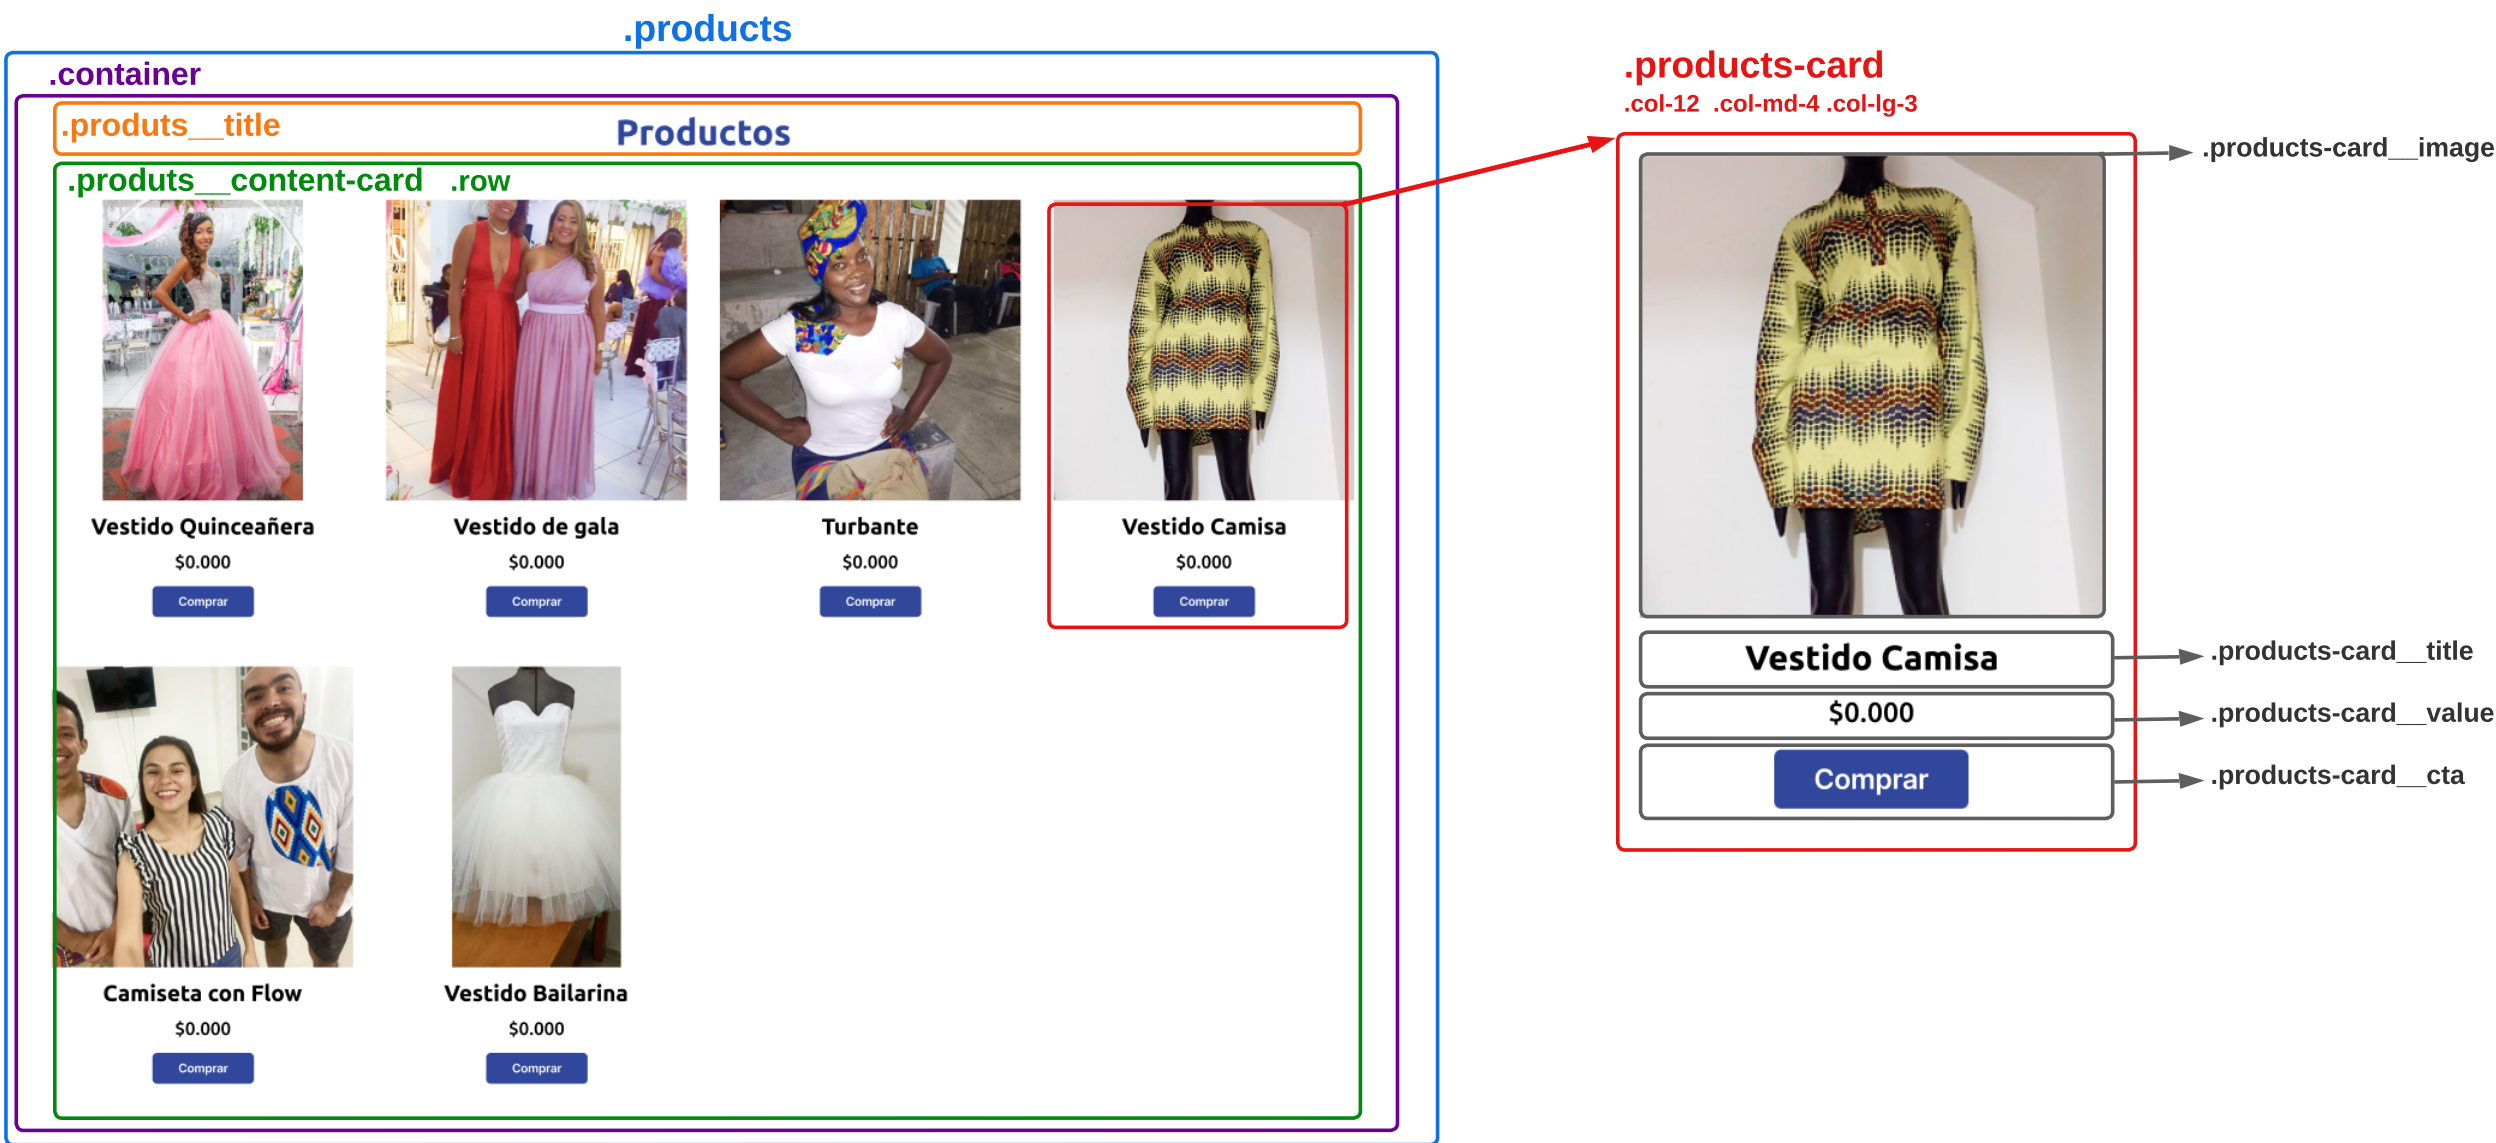 .products
.container
.produts__title
Productos
.produts__content-card .row
Vestido Quinceañera
$0.000
Comprar
Vestido de gala
$0.000
Comprar
Turbante
$0.000
Comprar
Vestido Camisa
$0.000
Comprar
Camiseta con Flow
$0.000
Comprar
Vestido Bailarina
$0.000
Comprar
.products-card
.col-12 .col-md-4 .col-lg-3
.products-card__image
Vestido Camisa
.products-card__title
$0.000
.products-card__value
Comprar
.products-card__cta